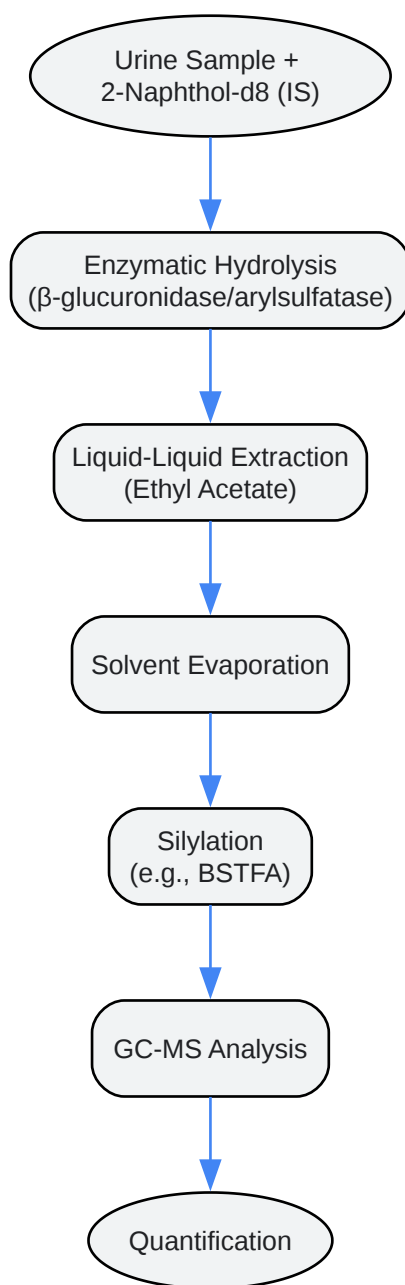 Urine Sample +
2-Naphthol-d8 (IS)
Enzymatic Hydrolysis
(β-glucuronidase/arylsulfatase)
Liquid-Liquid Extraction
(Ethyl Acetate)
Solvent Evaporation
Silylation
(e.g., BSTFA)
GC-MS Analysis
Quantification